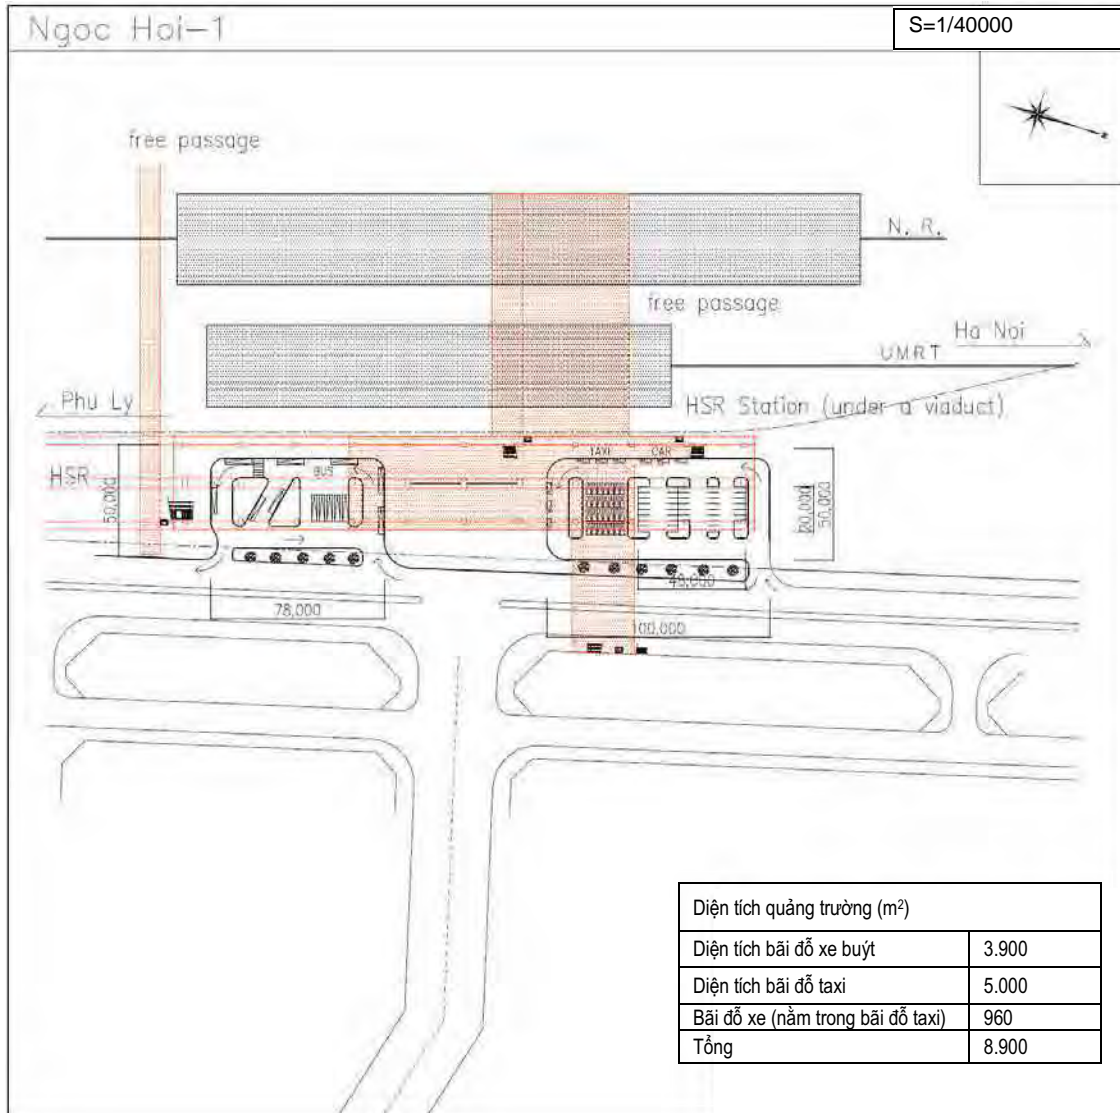 Ngoc Hoi-1
S=1/40000
free passage
N. R.
free passage
Ha Noi
UMRT
Phu Ly
HSR Station (under a viaduct)
TAXI CAR
BUS
HSR
50,000
20,000
50,000
48,000
78,000
100,000
Diện tích quảng trường (m²)
Diện tích bãi đỗ xe buýt 3.900
Diện tích bãi đỗ taxi 5.000
Bãi đỗ xe (nằm trong bãi đỗ taxi) 960
Tổng 8.900